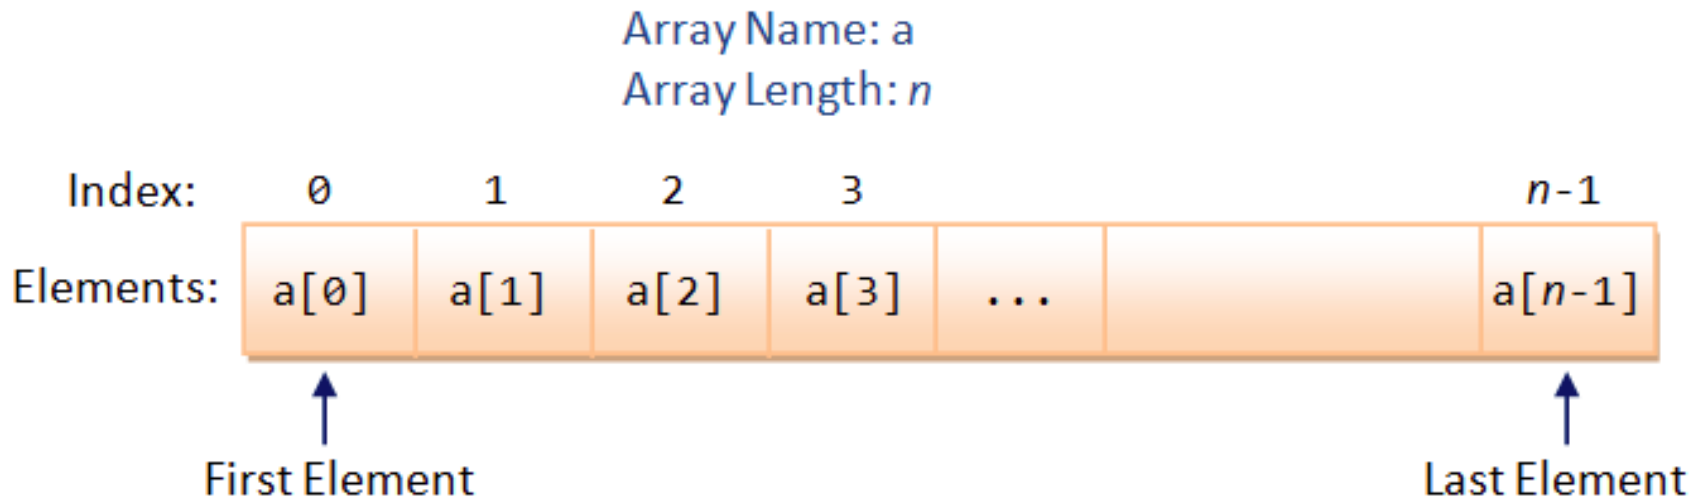 Array Name: a
Array Length: n
Index: 0 1 2 3 n-1
Elements: a[0] a[1] a[2] a[3] ... a[n-1]
First Element Last Element